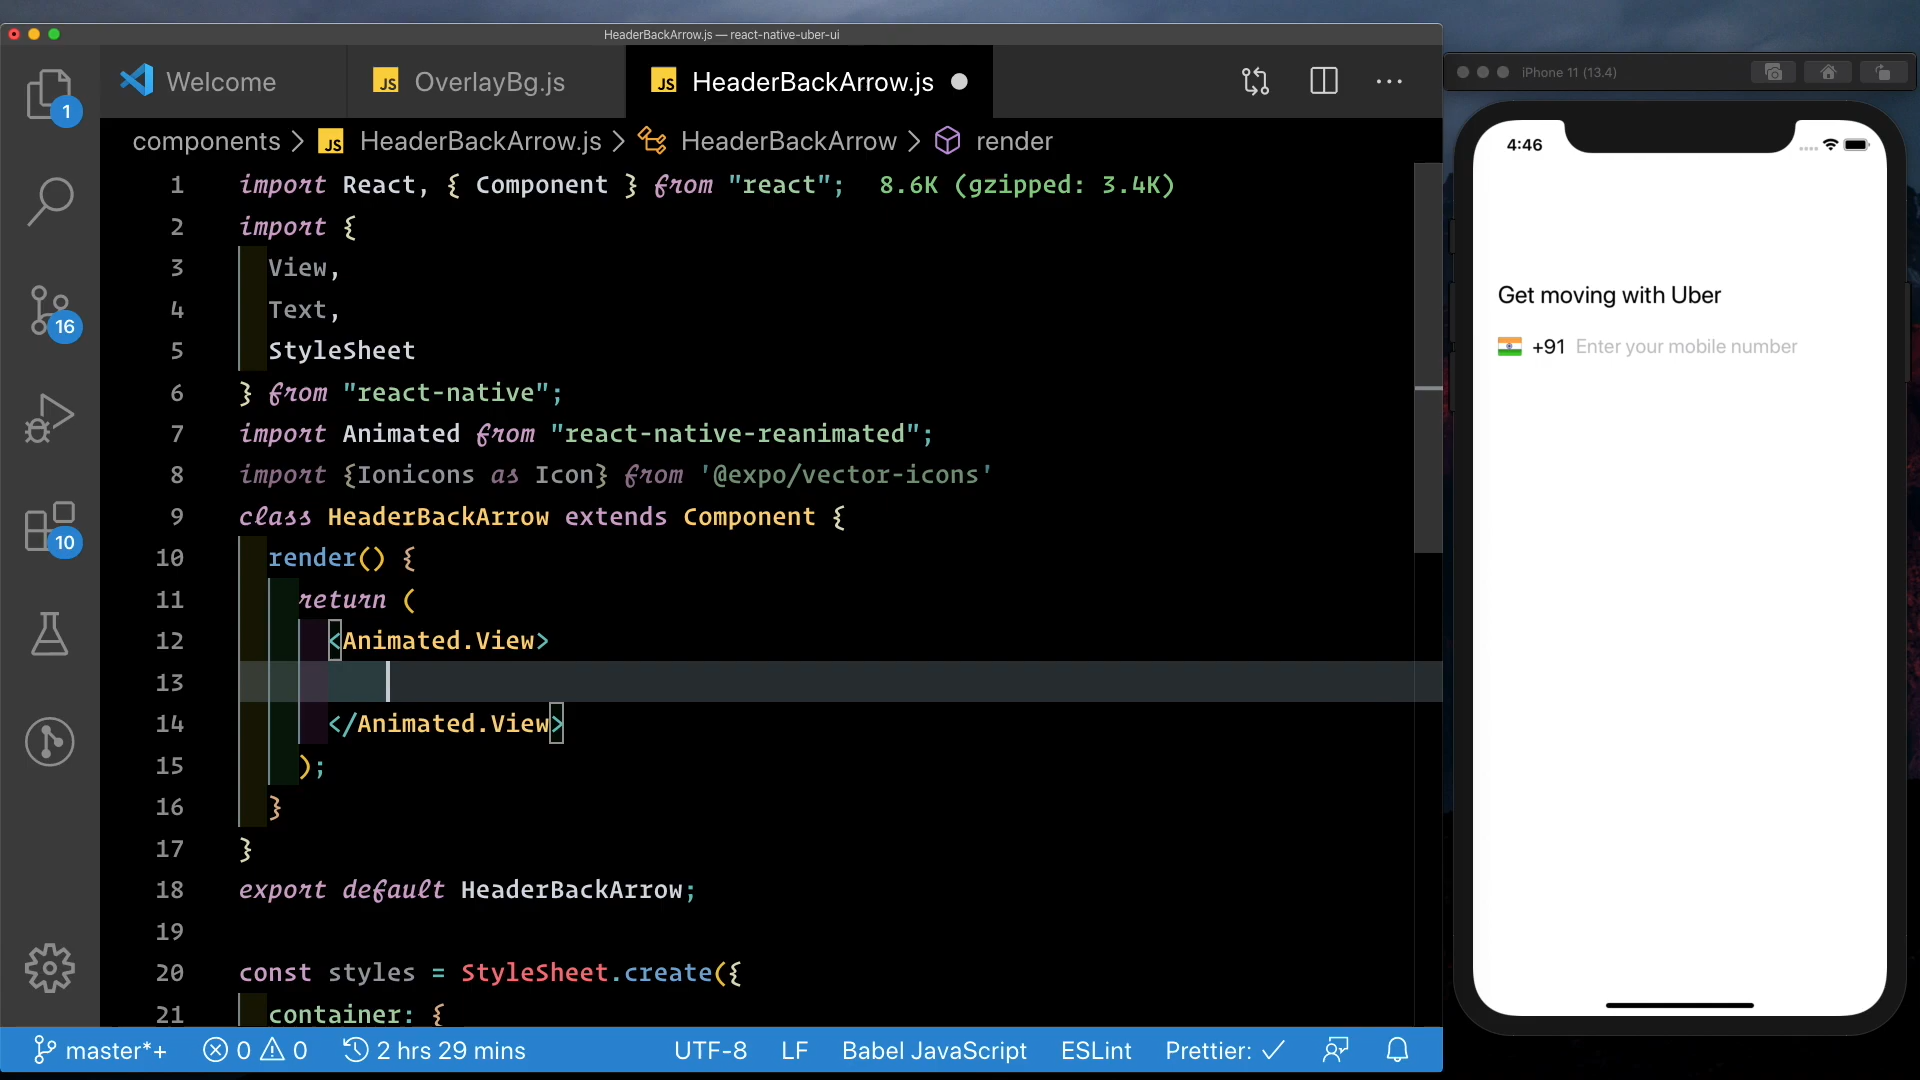 HeaderBackArrow.js — react-native-uber-ui
Welcome
JS OverlayBg.js
JS HeaderBackArrow.js
components > JS HeaderBackArrow.js > HeaderBackArrow > render
1 import React, { Component } from "react"; 8.6K (gzipped: 3.4K)
2 import {
3 View,
4 Text,
5 StyleSheet
6 } from "react-native";
7 import Animated from "react-native-reanimated";
8 import {Ionicons as Icon} from '@expo/vector-icons'
9 class HeaderBackArrow extends Component {
10 render() {
11 return (
12 <Animated.View>
13
14 </Animated.View>
15 );
16 }
17 }
18 export default HeaderBackArrow;
19
20 const styles = StyleSheet.create({
21 container: {
1
16
10
master*+ 0 0 2 hrs 29 mins UTF-8 LF Babel JavaScript ESLint Prettier: ✓
iPhone 11 (13.4)
4:46
Get moving with Uber
+91 Enter your mobile number